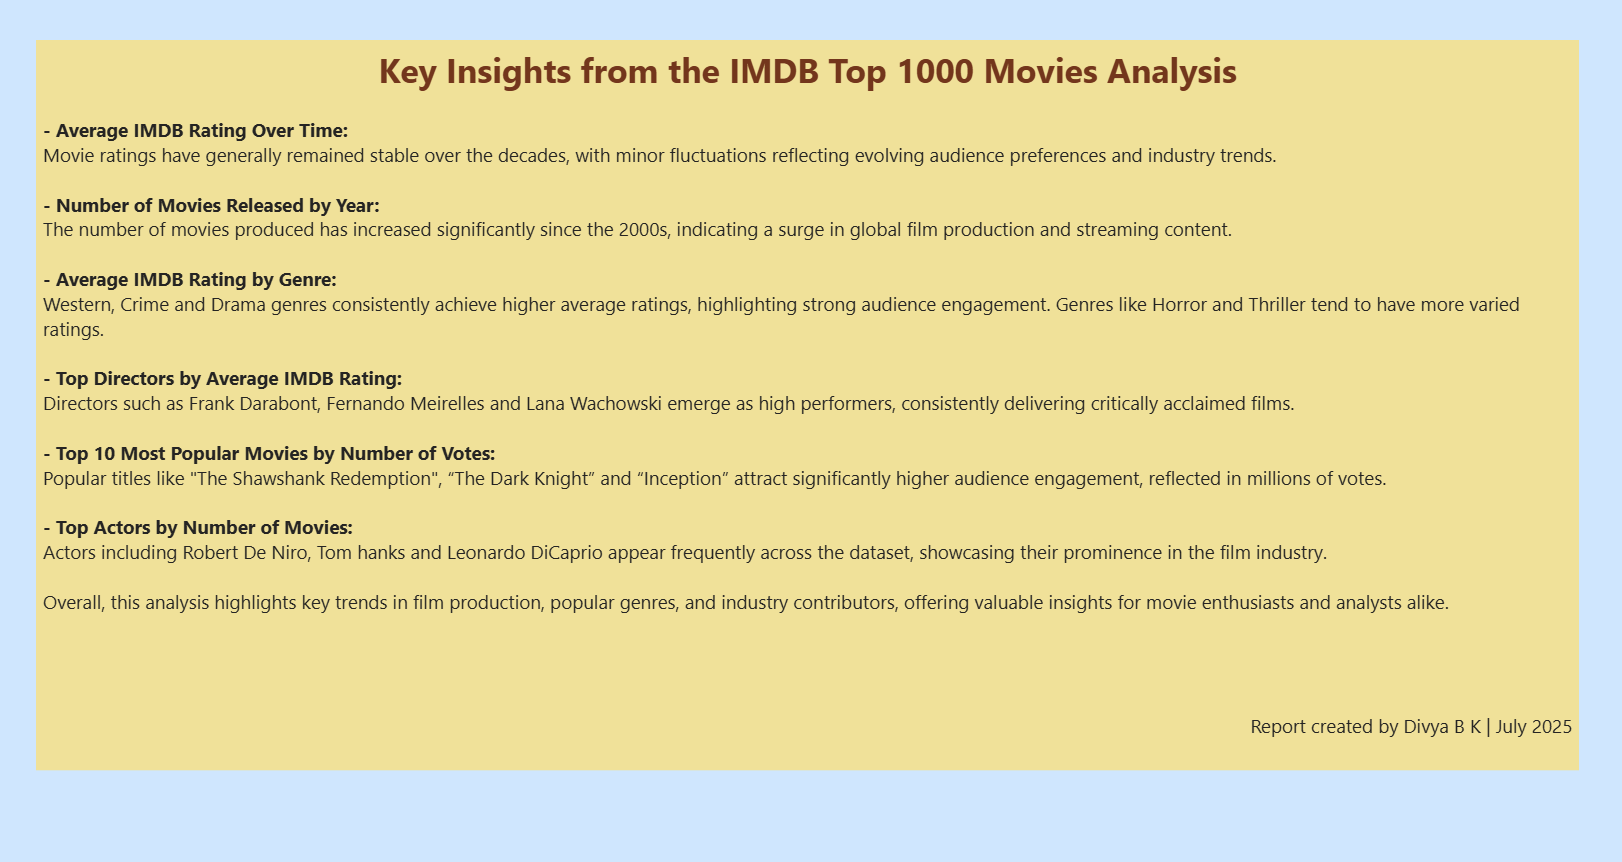 Key Insights from the IMDB Top 1000 Movies Analysis
- Average IMDB Rating Over Time:
Movie ratings have generally remained stable over the decades, with minor fluctuations reflecting evolving audience preferences and industry trends.
- Number of Movies Released by Year:
The number of movies produced has increased significantly since the 2000s, indicating a surge in global film production and streaming content.
- Average IMDB Rating by Genre:
Western, Crime and Drama genres consistently achieve higher average ratings, highlighting strong audience engagement. Genres like Horror and Thriller tend to have more varied
ratings.
- Top Directors by Average IMDB Rating:
Directors such as Frank Darabont, Fernando Meirelles and Lana Wachowski emerge as high performers, consistently delivering critically acclaimed films.
- Top 10 Most Popular Movies by Number of Votes:
Popular titles like "The Shawshank Redemption", “The Dark Knight” and “Inception” attract significantly higher audience engagement, reflected in millions of votes.
- Top Actors by Number of Movies:
Actors including Robert De Niro, Tom hanks and Leonardo DiCaprio appear frequently across the dataset, showcasing their prominence in the film industry.
Overall, this analysis highlights key trends in film production, popular genres, and industry contributors, offering valuable insights for movie enthusiasts and analysts alike.
Report created by Divya B K | July 2025